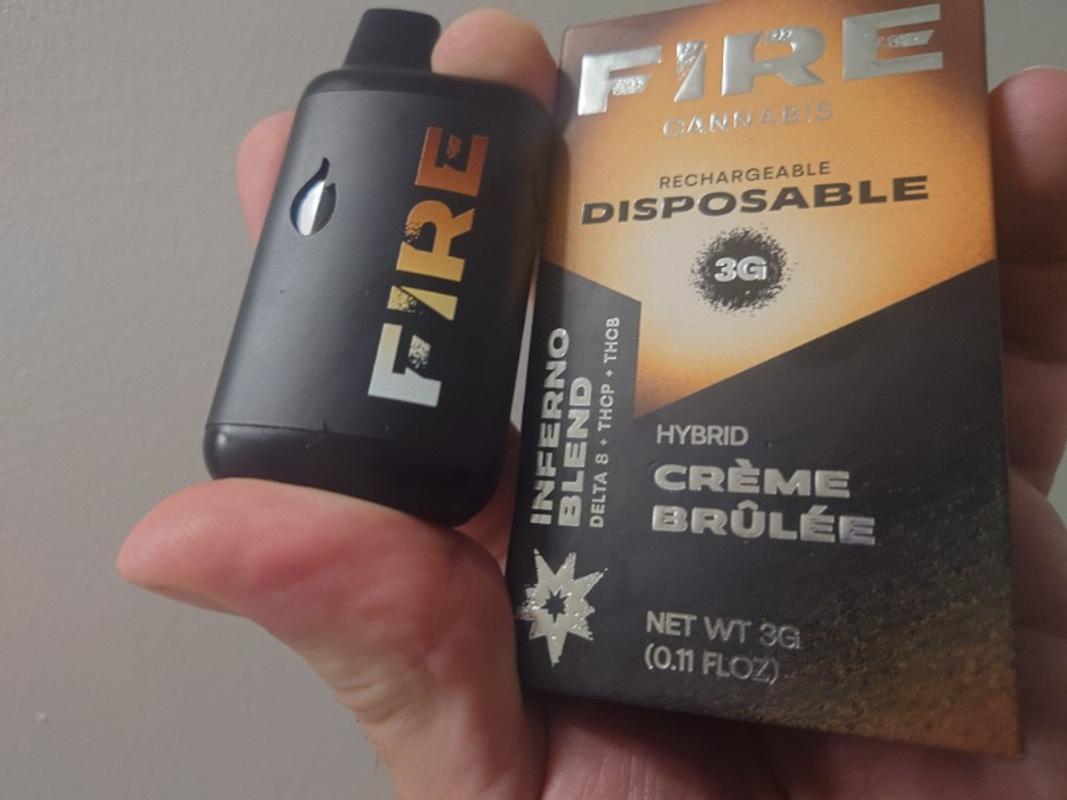 FIRE
FIRE
CANNABIS
RECHARGEABLE
DISPOSABLE
3G
INFERNO
BLEND
DELTA 8 + THCP + THCB
HYBRID
CRÈME
BRÛLÉE
NET WT 3G
(0.11 FLOZ)